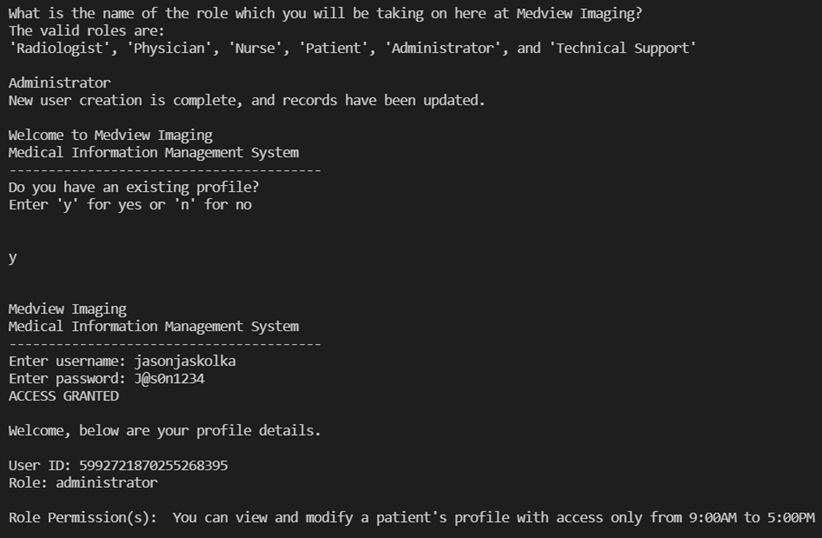 What is the name of the role which you will be taking on here at Medview Imaging?
The valid roles are:
'Radiologist', 'Physician', 'Nurse', 'Patient', 'Administrator', and 'Technical Support'
Administrator
New user creation is complete, and records have been updated.
Welcome to Medview Imaging
Medical Information Management System
----------------------------------------
Do you have an existing profile?
Enter 'y' for yes or 'n' for no
y
Medview Imaging
Medical Information Management System
----------------------------------------
Enter username: jasonjaskolka
Enter password: J@s0n1234
ACCESS GRANTED
Welcome, below are your profile details.
User ID: 5992721870255268395
Role: administrator
Role Permission(s):  You can view and modify a patient's profile with access only from 9:00AM to 5:00PM